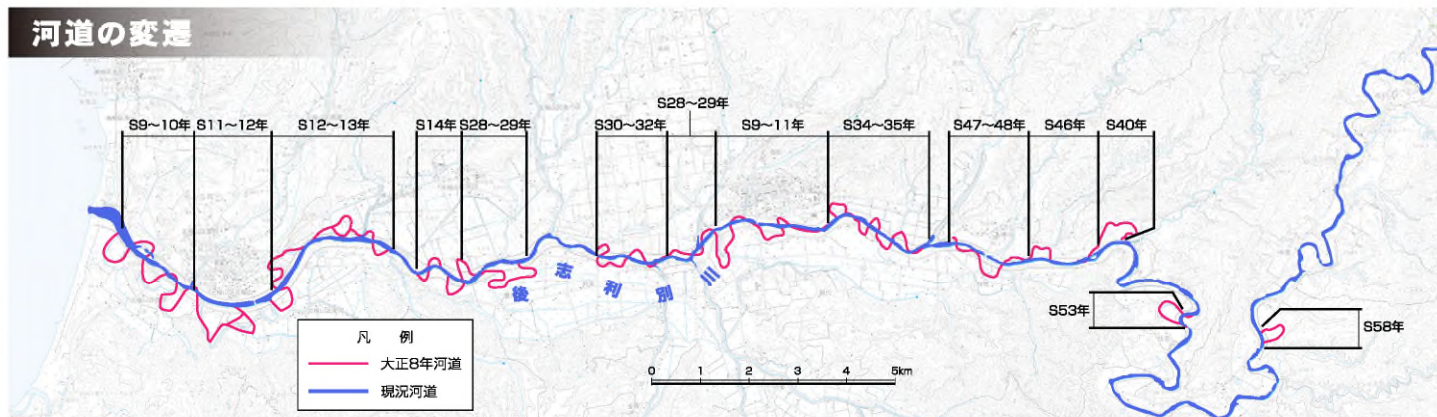 河道の変遷
S28〜29年
S9〜10年
S11〜12年
S12〜13年
S14年
S28〜29年
S30〜32年
S9〜11年
S34〜35年
S47〜48年
S46年
S40年
後志利別川
S53年
S58年
凡 例
大正8年河道
現況河道
0 1 2 3 4 5km